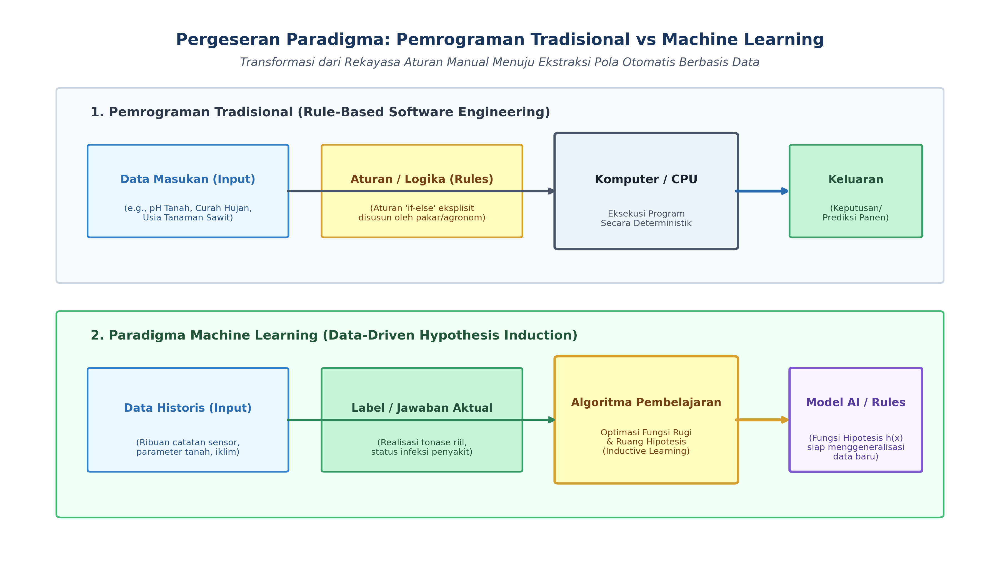 Pergeseran Paradigma: Pemrograman Tradisional vs Machine Learning
Transformasi dari Rekayasa Aturan Manual Menuju Ekstraksi Pola Otomatis Berbasis Data
1. Pemrograman Tradisional (Rule-Based Software Engineering)
Data Masukan (Input)
(e.g., pH Tanah, Curah Hujan,
Usia Tanaman Sawit)
Aturan / Logika (Rules)
(Aturan 'if-else' eksplisit
disusun oleh pakar/agronom)
Komputer / CPU
Eksekusi Program
Secara Deterministik
Keluaran
(Keputusan/
Prediksi Panen)
2. Paradigma Machine Learning (Data-Driven Hypothesis Induction)
Data Historis (Input)
(Ribuan catatan sensor,
parameter tanah, iklim)
Label / Jawaban Aktual
(Realisasi tonase riil,
status infeksi penyakit)
Algoritma Pembelajaran
Optimasi Fungsi Rugi
& Ruang Hipotesis
(Inductive Learning)
Model AI / Rules
(Fungsi Hipotesis h(x)
siap menggeneralisasi
data baru)